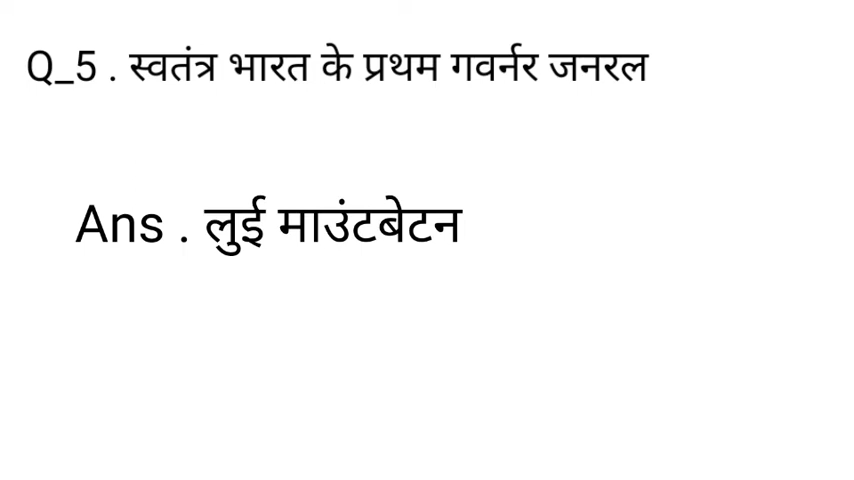 Q_5 . स्वतंत्र भारत के प्रथम गवर्नर जनरल
Ans . लुई माउंटबेटन